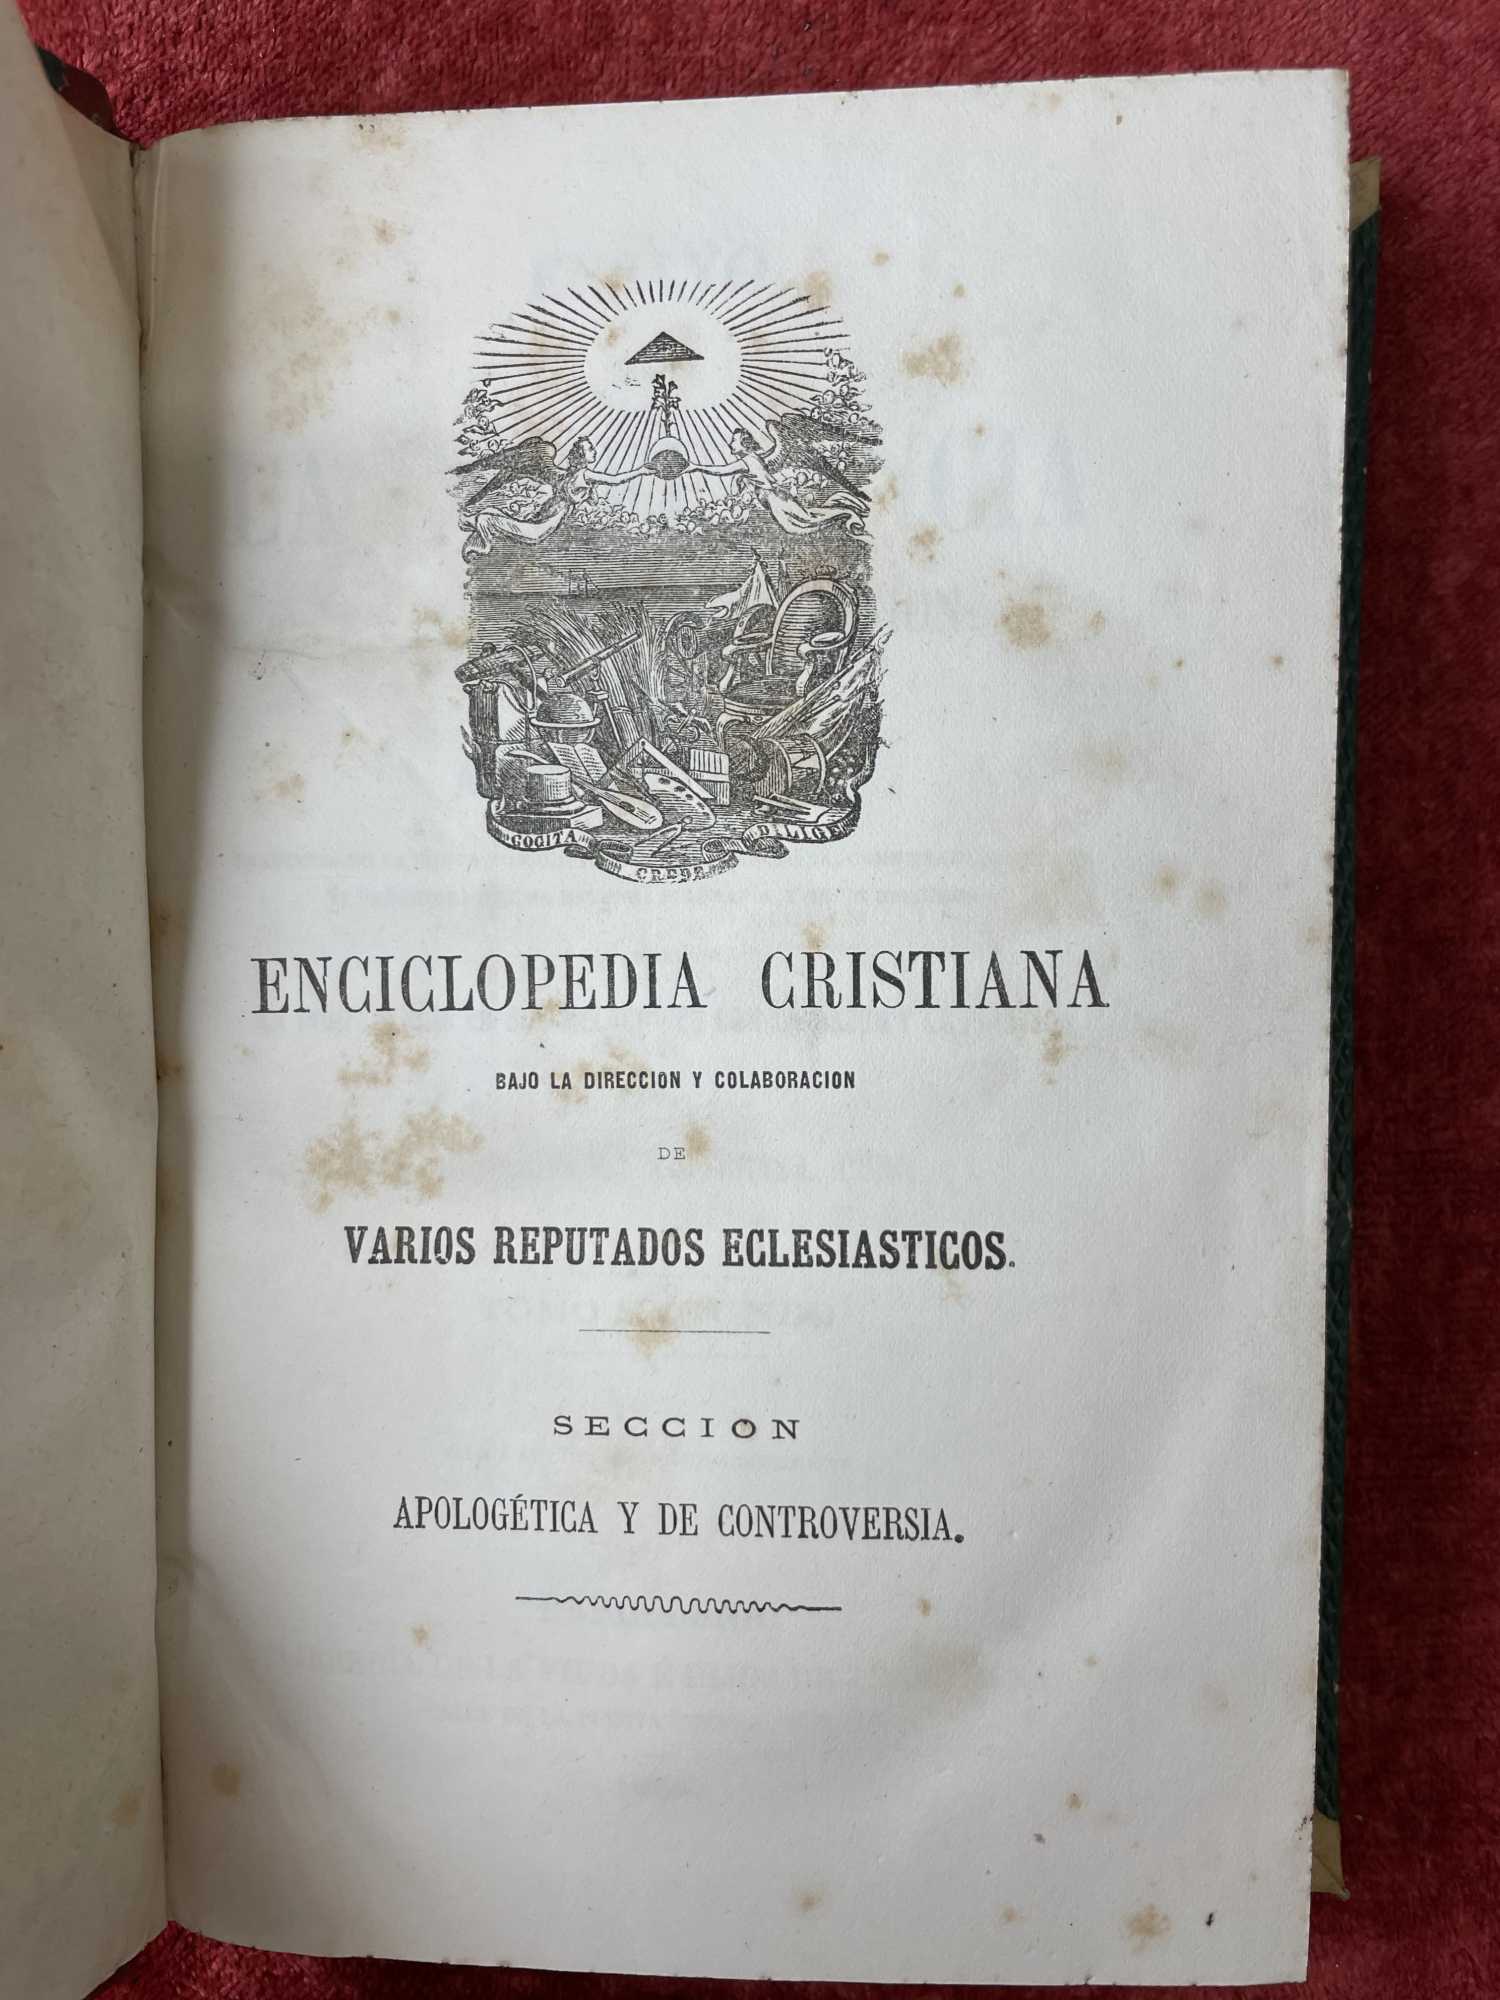 COGITA
CREDE
DILIGE
ENCICLOPEDIA CRISTIANA
BAJO LA DIRECCION Y COLABORACION
DE
VARIOS REPUTADOS ECLESIASTICOS.
SECCION
APOLOGÉTICA Y DE CONTROVERSIA.